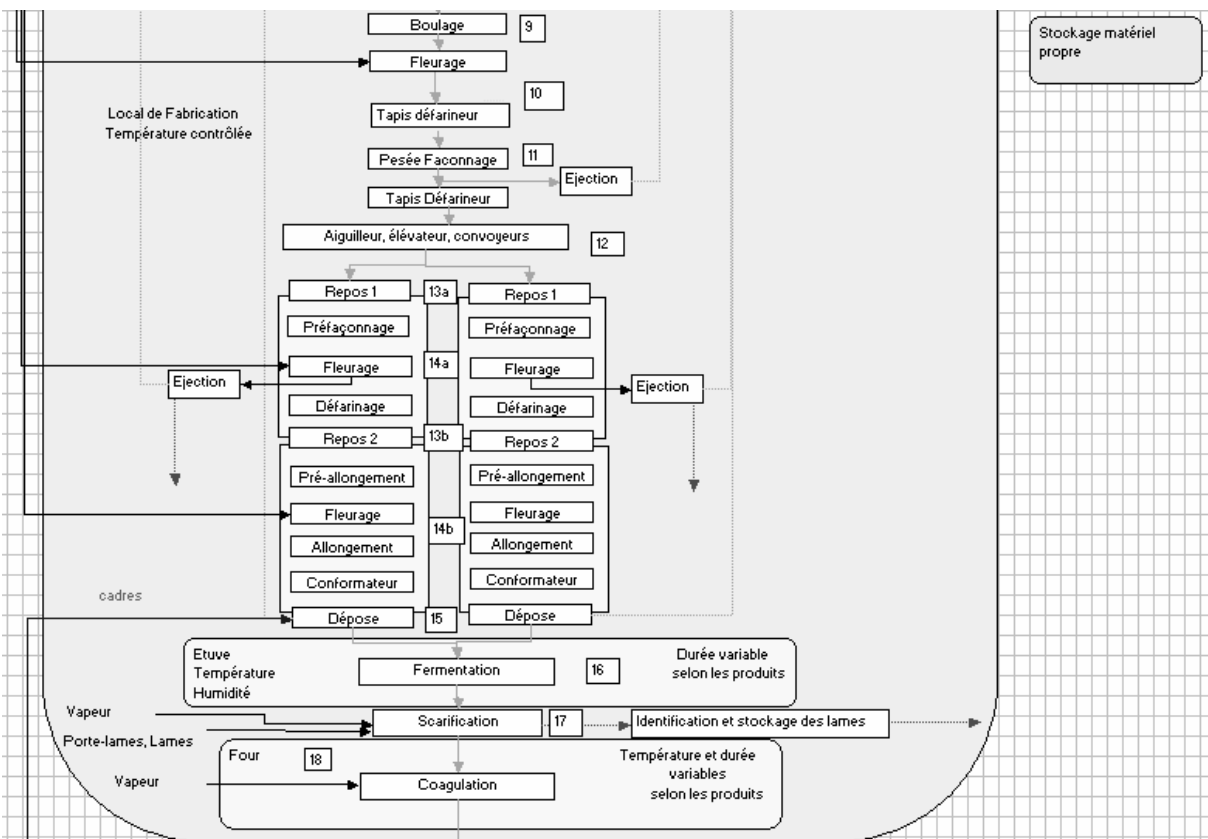 Boulage
9
Stockage matériel
propre
Fleurage
10
Local de Fabrication
Température contrôlée
Tapis défarineur
11
Pesée Façonnage
Ejection
Tapis Défarineur
Aiguilleur, élévateur, convoyeurs
12
Repos 1
13a
Repos 1
Préfaçonnage
Préfaçonnage
Fleurage
14a
Fleurage
Ejection
Ejection
Défarinage
Défarinage
Repos 2
13b
Repos 2
Pré-allongement
Pré-allongement
Fleurage
Fleurage
14b
Allongement
Allongement
Conformateur
Conformateur
cadres
Dépose
15
Dépose
Etuve
Température
Humidité
Fermentation
16
Durée variable
selon les produits
Vapeur
Porte-lames, Lames
Scarification
17
Identification et stockage des lames
Four
18
Température et durée
variables
selon les produits
Vapeur
Coagulation